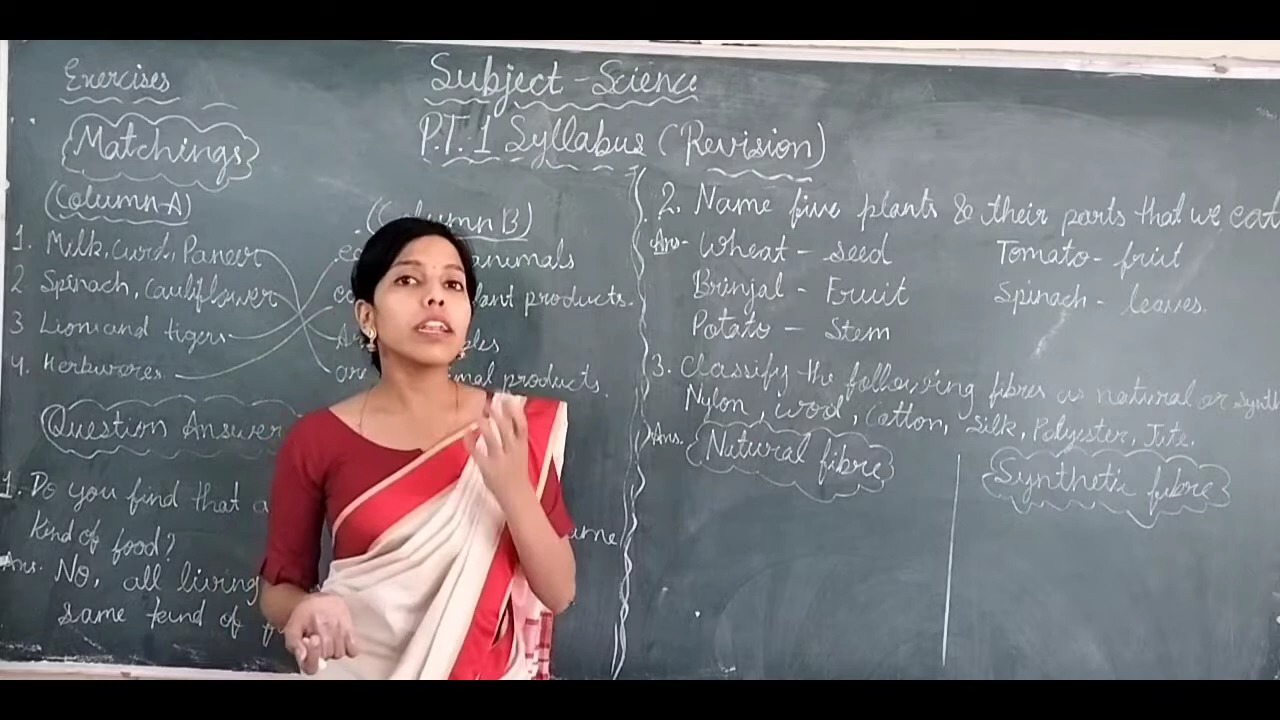 Exercises
Subject - Science
P.T. 1 Syllabus (Revision)
Matchings
(Column A)
(Column B)
1. Milk, curd, Paneer
animals
2 Spinach, cauliflower
plant products.
3 Lions and tigers
4. Herbivores
products.
Question Answer
1. Do you find that a
Kind of food?
Ans. No, all living
same kind of
2. Name five plants & their parts that we eat
Ans- Wheat - seed
Tomato - fruit
Brinjal - Fruit
Spinach - leaves.
Potato - Stem
3. Classify the following fibres as natural or synth
Nylon, wool, Cotton, Silk, Polyester, Jute.
Ans.
Natural fibre
Synthetic fibre